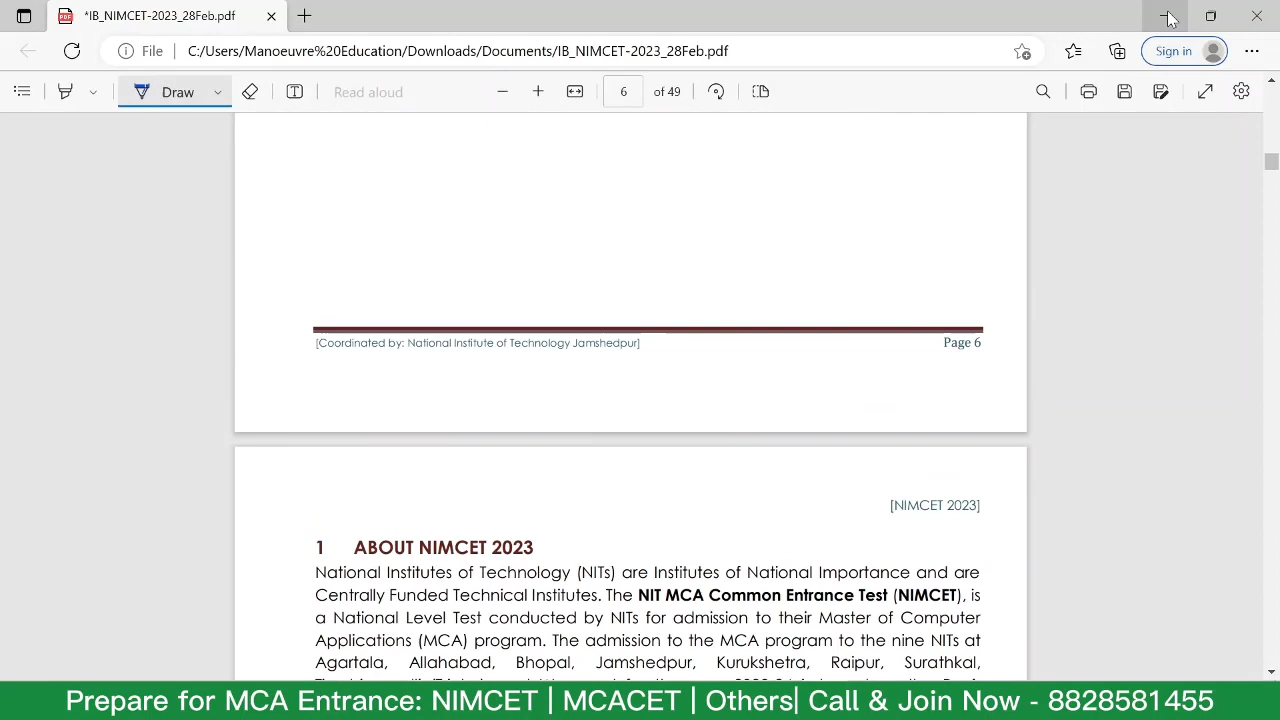 *IB_NIMCET-2023_28Feb.pdf
File
C:/Users/Manoeuvre%20Education/Downloads/Documents/IB_NIMCET-2023_28Feb.pdf
Sign in
Draw
Read aloud
6 of 49
[Coordinated by: National Institute of Technology Jamshedpur]
Page 6
[NIMCET 2023]
1 ABOUT NIMCET 2023
National Institutes of Technology (NITs) are Institutes of National Importance and are
Centrally Funded Technical Institutes. The NIT MCA Common Entrance Test (NIMCET), is
a National Level Test conducted by NITs for admission to their Master of Computer
Applications (MCA) program. The admission to the MCA program to the nine NITs at
Agartala, Allahabad, Bhopal, Jamshedpur, Kurukshetra, Raipur, Surathkal,
Prepare for MCA Entrance: NIMCET | MCACET | Others| Call & Join Now - 8828581455